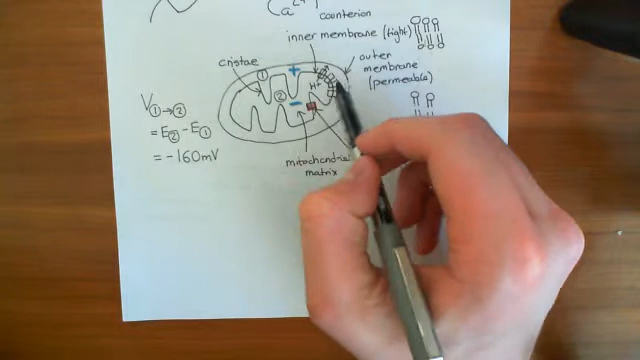 Ca²⁺
counterion
inner membrane (tight)
cristae
outer
membrane
(permeable)
①
+
②
−
H⁺
V①→②
= E② − E①
= −160mV
mitochondrial
matrix